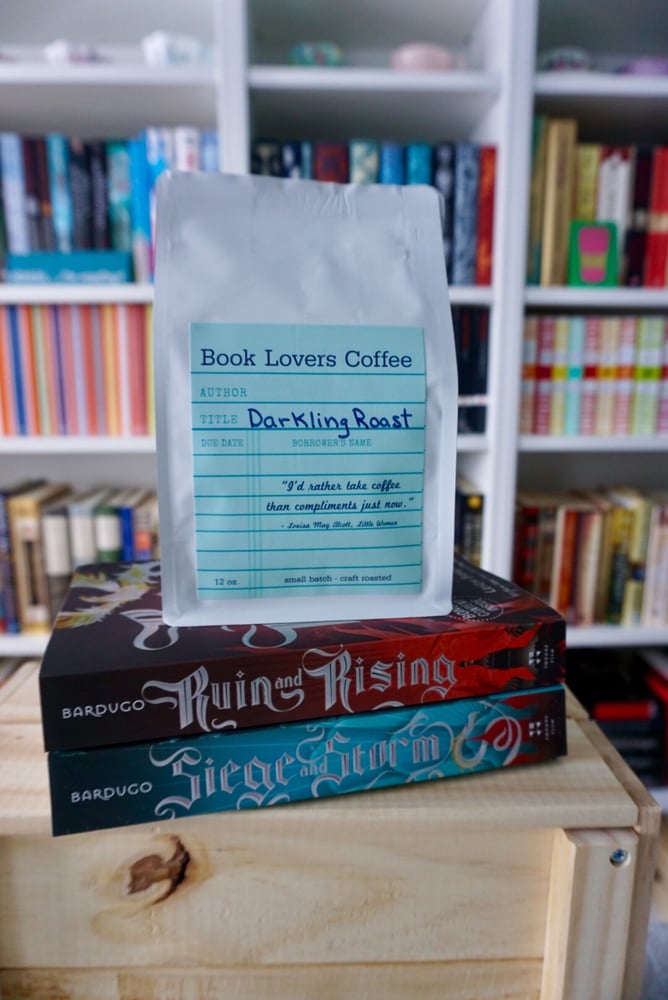 Book Lovers Coffee
AUTHOR
TITLE Darkling Roast
DUE DATE BORROWER'S NAME
"I'd rather take coffee
than compliments just now."
- Louisa May Alcott, Little Women
12 oz. small batch - craft roasted
BARDUGO Ruin and Rising
BARDUGO Siege and Storm